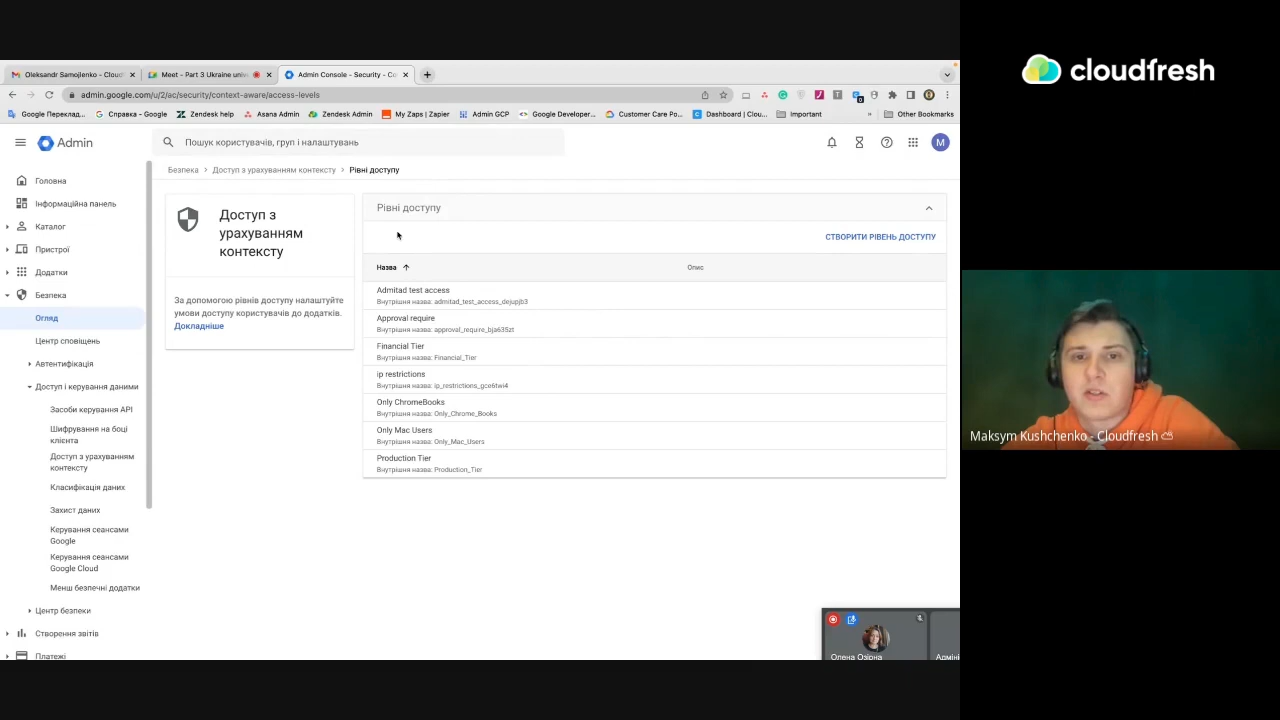 cloudfresh
Oleksandr Samojlenko - Cloud
Meet - Part 3 Ukraine unive
Admin Console - Security - Co
admin.google.com/u/2/ac/security/context-aware/access-levels
Google Переклад...
Справка - Google
Zendesk help
Asana Admin
Zendesk Admin
My Zaps | Zapier
Admin GCP
Google Developer...
Customer Care Po...
Dashboard | Clou...
Important
Other Bookmarks
Admin
Пошук користувачів, груп і налаштувань
M
Безпека > Доступ з урахуванням контексту > Рівні доступу
Головна
Інформаційна панель
Каталог
Пристрої
Додатки
Безпека
Огляд
Центр сповіщень
Автентифікація
Доступ і керування даними
Засоби керування API
Шифрування на боці
клієнта
Доступ з урахуванням
контексту
Класифікація даних
Захист даних
Керування сеансами
Google
Керування сеансами
Google Cloud
Менш безпечні додатки
Центр безпеки
Створення звітів
Платежі
Доступ з
урахуванням
контексту
За допомогою рівнів доступу налаштуйте
умови доступу користувачів до додатків.
Докладніше
Рівні доступу
СТВОРИТИ РІВЕНЬ ДОСТУПУ
Назва
Опис
Admitad test access
Внутрішня назва: admitad_test_access_dejupjb3
Approval require
Внутрішня назва: approval_require_bja635zt
Financial Tier
Внутрішня назва: Financial_Tier
ip restrictions
Внутрішня назва: ip_restrictions_gce6twi4
Only ChromeBooks
Внутрішня назва: Only_Chrome_Books
Only Mac Users
Внутрішня назва: Only_Mac_Users
Production Tier
Внутрішня назва: Production_Tier
Олена Озірна
Адміні
Maksym Kushchenko - Cloudfresh